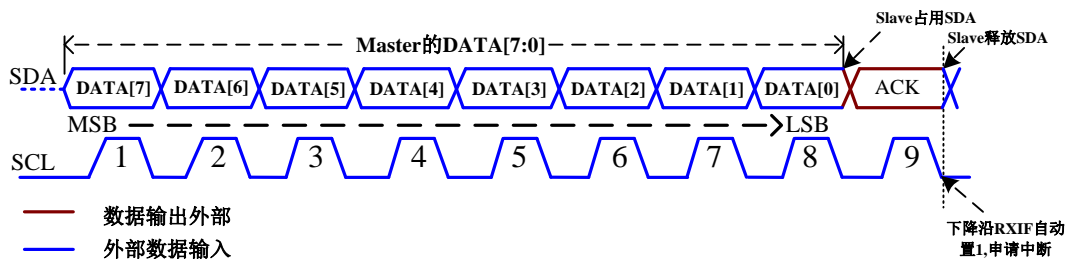 Slave占用SDA
Master的DATA[7:0]
Slave释放SDA
SDA
DATA[7] DATA[6] DATA[5] DATA[4] DATA[3] DATA[2] DATA[1] DATA[0] ACK
MSB LSB
SCL
1 2 3 4 5 6 7 8 9
数据输出外部
外部数据输入
下降沿RXIF自动
置1,申请中断